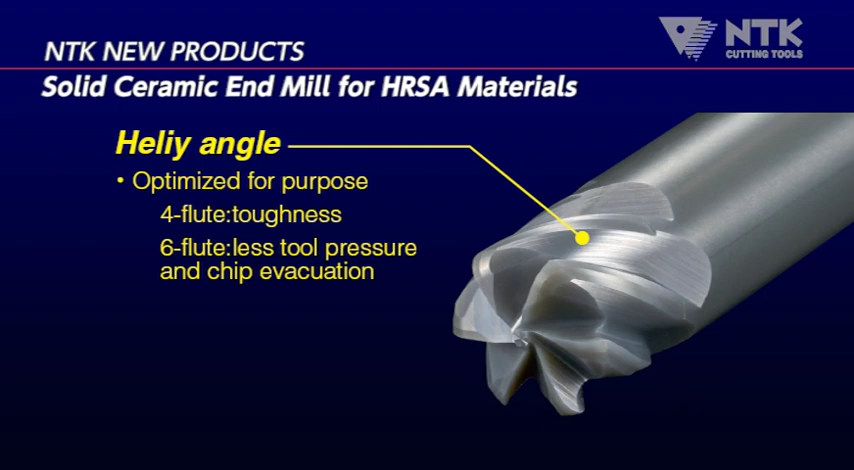 NTK NEW PRODUCTS
NTK
CUTTING TOOLS
Solid Ceramic End Mill for HRSA Materials
Heliy angle
• Optimized for purpose
4-flute:toughness
6-flute:less tool pressure
and chip evacuation